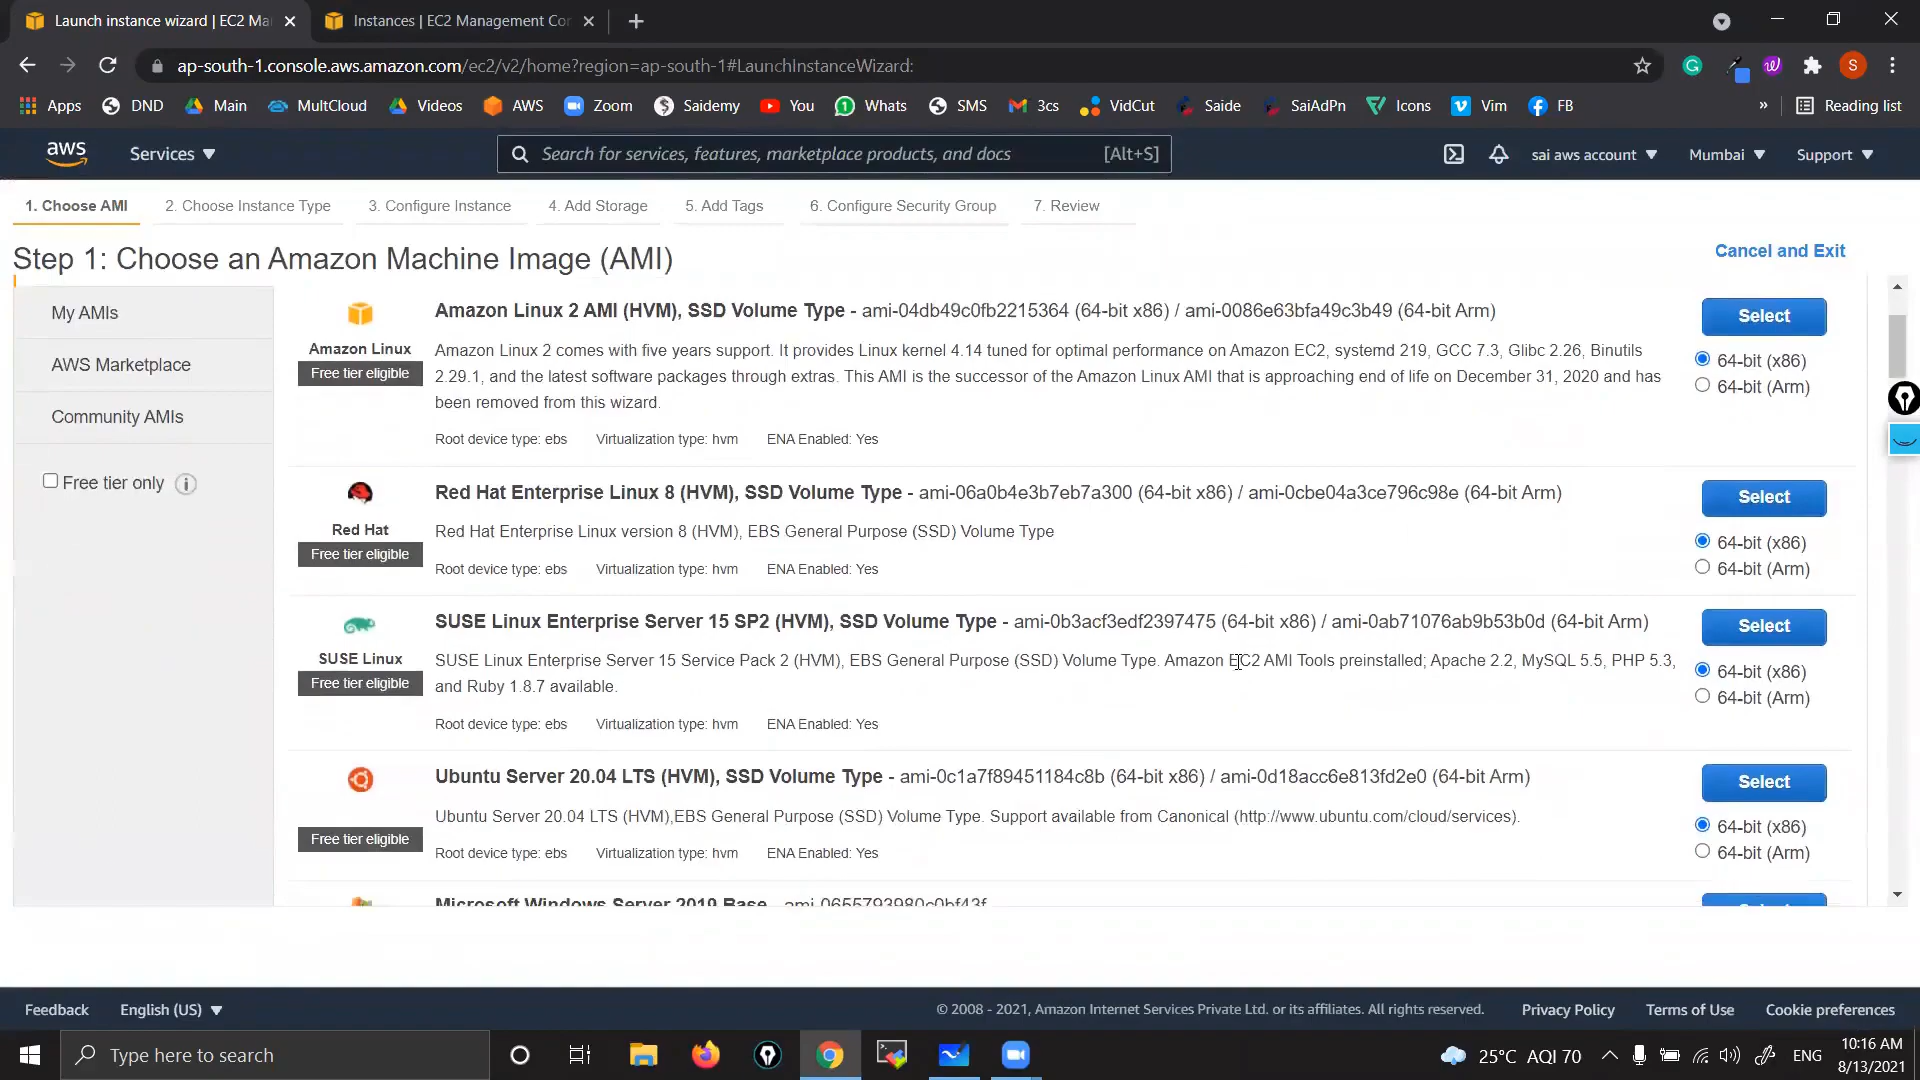 Launch instance wizard | EC2 Ma
Instances | EC2 Management Co
ap-south-1.console.aws.amazon.com/ec2/v2/home?region=ap-south-1#LaunchInstanceWizard:
S
Apps DND Main MultCloud Videos AWS Zoom Saidemy You Whats SMS 3cs VidCut Saide SaiAdPn Icons Vim FB » Reading list
aws Services Search for services, features, marketplace products, and docs [Alt+S] sai aws account Mumbai Support
1. Choose AMI 2. Choose Instance Type 3. Configure Instance 4. Add Storage 5. Add Tags 6. Configure Security Group 7. Review
Step 1: Choose an Amazon Machine Image (AMI)
Cancel and Exit
My AMIs
AWS Marketplace
Community AMIs
Free tier only
Amazon Linux
Free tier eligible
Amazon Linux 2 AMI (HVM), SSD Volume Type - ami-04db49c0fb2215364 (64-bit x86) / ami-0086e63bfa49c3b49 (64-bit Arm)
Amazon Linux 2 comes with five years support. It provides Linux kernel 4.14 tuned for optimal performance on Amazon EC2, systemd 219, GCC 7.3, Glibc 2.26, Binutils
2.29.1, and the latest software packages through extras. This AMI is the successor of the Amazon Linux AMI that is approaching end of life on December 31, 2020 and has
been removed from this wizard.
Root device type: ebs Virtualization type: hvm ENA Enabled: Yes
Select
64-bit (x86)
64-bit (Arm)
Red Hat
Free tier eligible
Red Hat Enterprise Linux 8 (HVM), SSD Volume Type - ami-06a0b4e3b7eb7a300 (64-bit x86) / ami-0cbe04a3ce796c98e (64-bit Arm)
Red Hat Enterprise Linux version 8 (HVM), EBS General Purpose (SSD) Volume Type
Root device type: ebs Virtualization type: hvm ENA Enabled: Yes
Select
64-bit (x86)
64-bit (Arm)
SUSE Linux
Free tier eligible
SUSE Linux Enterprise Server 15 SP2 (HVM), SSD Volume Type - ami-0b3acf3edf2397475 (64-bit x86) / ami-0ab71076ab9b53b0d (64-bit Arm)
SUSE Linux Enterprise Server 15 Service Pack 2 (HVM), EBS General Purpose (SSD) Volume Type. Amazon EC2 AMI Tools preinstalled; Apache 2.2, MySQL 5.5, PHP 5.3,
and Ruby 1.8.7 available.
Root device type: ebs Virtualization type: hvm ENA Enabled: Yes
Select
64-bit (x86)
64-bit (Arm)
Free tier eligible
Ubuntu Server 20.04 LTS (HVM), SSD Volume Type - ami-0c1a7f89451184c8b (64-bit x86) / ami-0d18acc6e813fd2e0 (64-bit Arm)
Ubuntu Server 20.04 LTS (HVM),EBS General Purpose (SSD) Volume Type. Support available from Canonical (http://www.ubuntu.com/cloud/services).
Root device type: ebs Virtualization type: hvm ENA Enabled: Yes
Select
64-bit (x86)
64-bit (Arm)
Microsoft Windows Server 2019 Base - ami-0655793980c0bf43f
Select
Feedback English (US) © 2008 - 2021, Amazon Internet Services Private Ltd. or its affiliates. All rights reserved. Privacy Policy Terms of Use Cookie preferences
Type here to search
25°C AQI 70 ENG
10:16 AM
8/13/2021